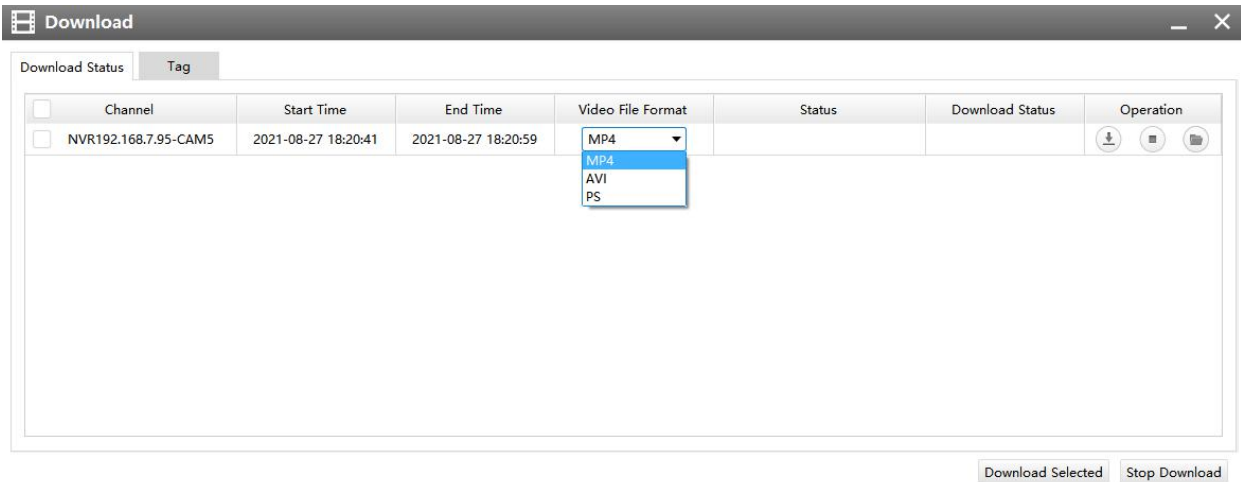 Download
Download Status Tag
Channel Start Time End Time Video File Format Status Download Status Operation
NVR192.168.7.95-CAM5 2021-08-27 18:20:41 2021-08-27 18:20:59 MP4
MP4
AVI
PS
Download Selected Stop Download